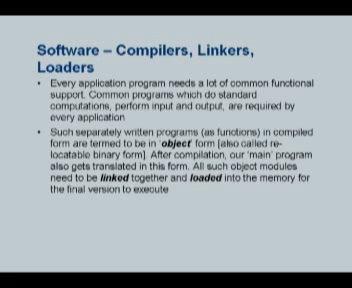 Software – Compilers, Linkers,
Loaders
• Every application program needs a lot of common functional
support. Common programs which do standard
computations, perform input and output, are required by
every application
• Such separately written programs (as functions) in compiled
form are termed to be in 'object' form [also called re-
locatable binary form]. After compilation, our 'main' program
also gets translated in this form. All such object modules
need to be linked together and loaded into the memory for
the final version to execute